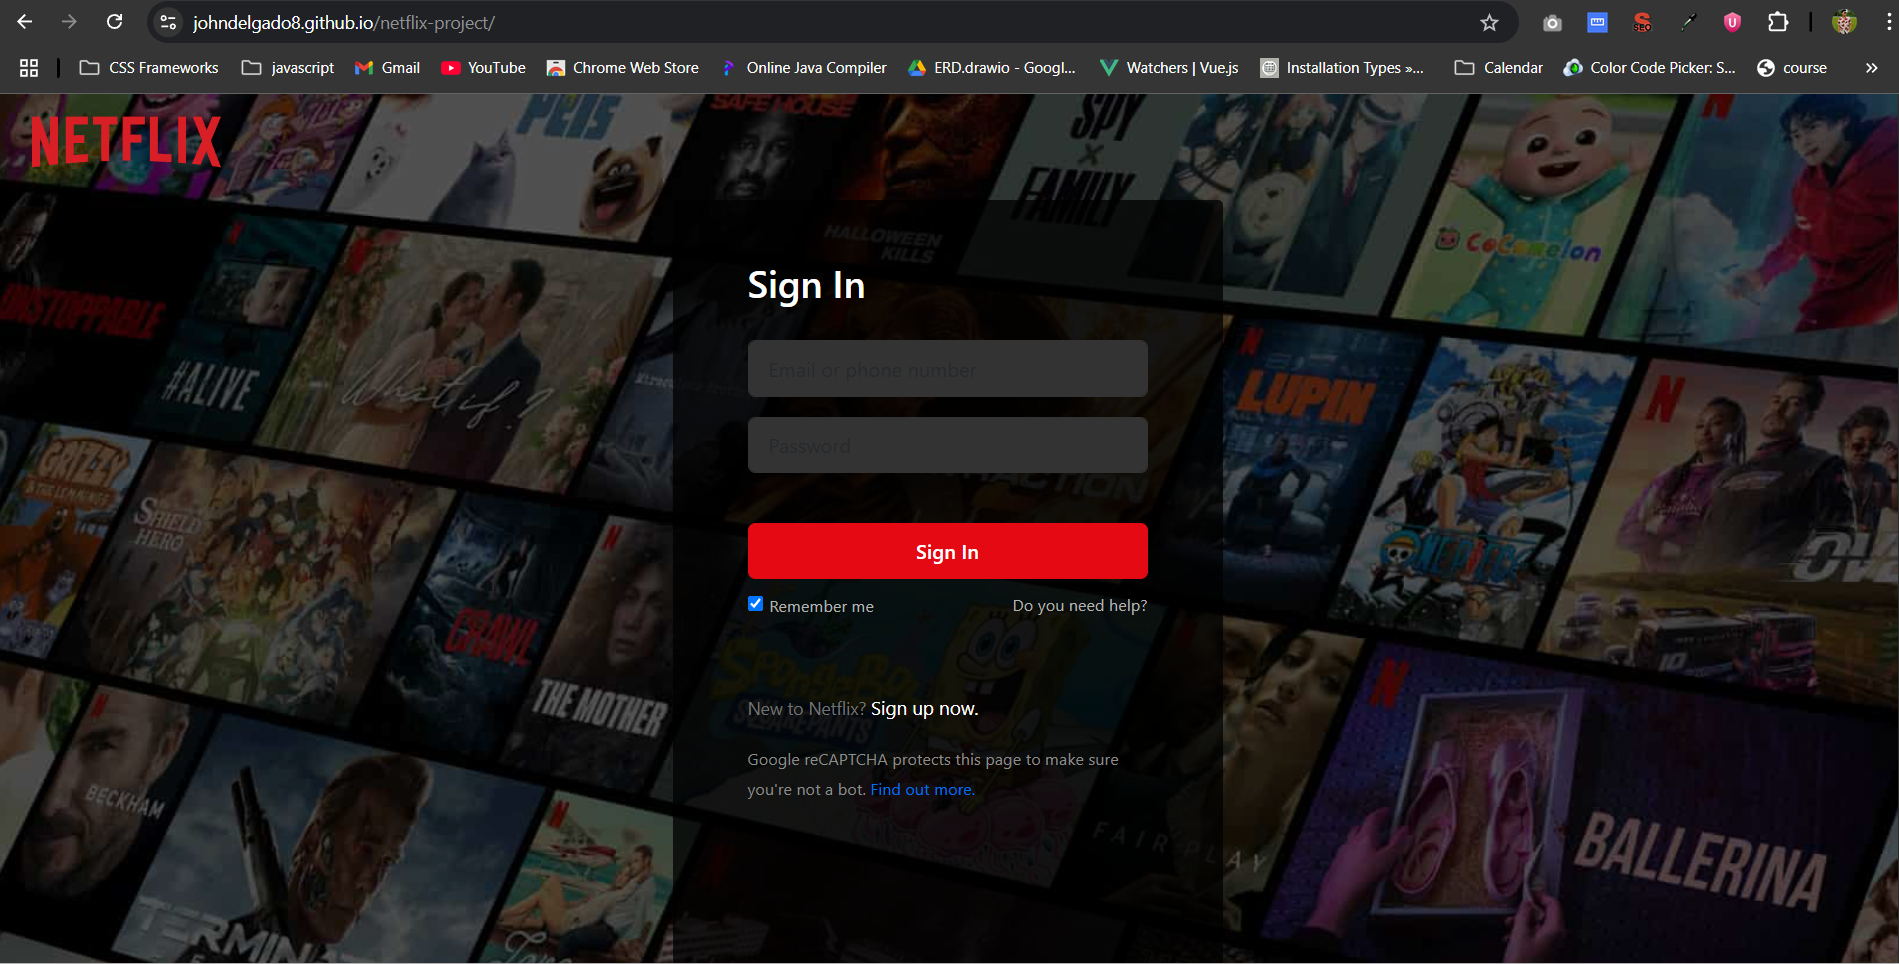 johndelgado8.github.io/netflix-project/
CSS Frameworks javascript Gmail YouTube Chrome Web Store Online Java Compiler ERD.drawio - Googl... Watchers | Vue.js Installation Types »... Calendar Color Code Picker: S... course »
NETFLIX
PETS
SAFE HOUSE
SPY
X
FAMILY
CoComelon
HALLOWEEN
KILLS
UNSTOPPABLE
#ALIVE
What if ?
Sign In
Email or phone number
Password
LUPIN
GRIZZY
& THE LEMMINGS
SHIELD
HERO
ONE PIECE
Sign In
Remember me Do you need help?
CRAWL
THE MOTHER
SPONGEBOB
SQUAREPANTS
New to Netflix? Sign up now.
Google reCAPTCHA protects this page to make sure
you're not a bot. Find out more.
BECKHAM
FAIR PLAY
BALLERINA